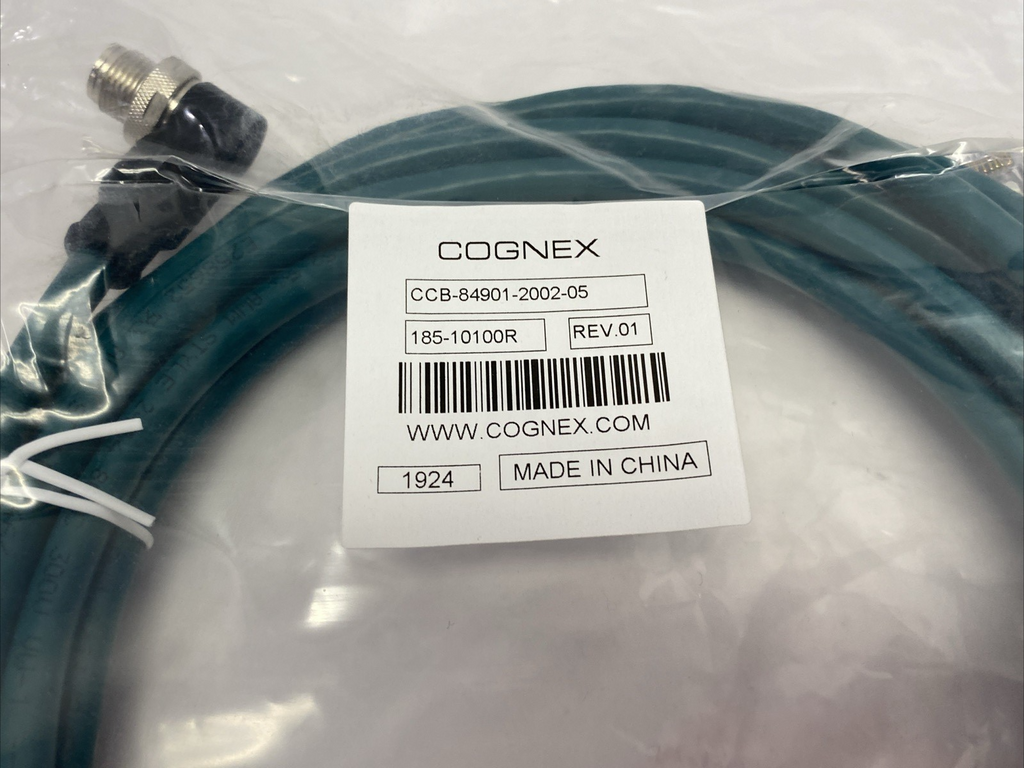 COGNEX
CCB-84901-2002-05
185-10100R REV.01
WWW.COGNEX.COM
1924 MADE IN CHINA